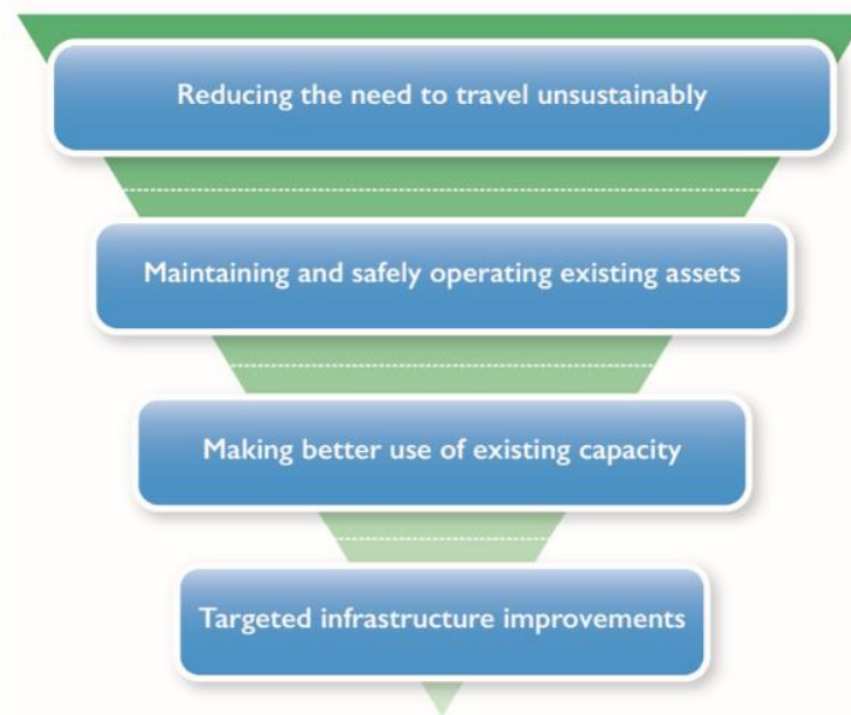 Reducing the need to travel unsustainably
Maintaining and safely operating existing assets
Making better use of existing capacity
Targeted infrastructure improvements